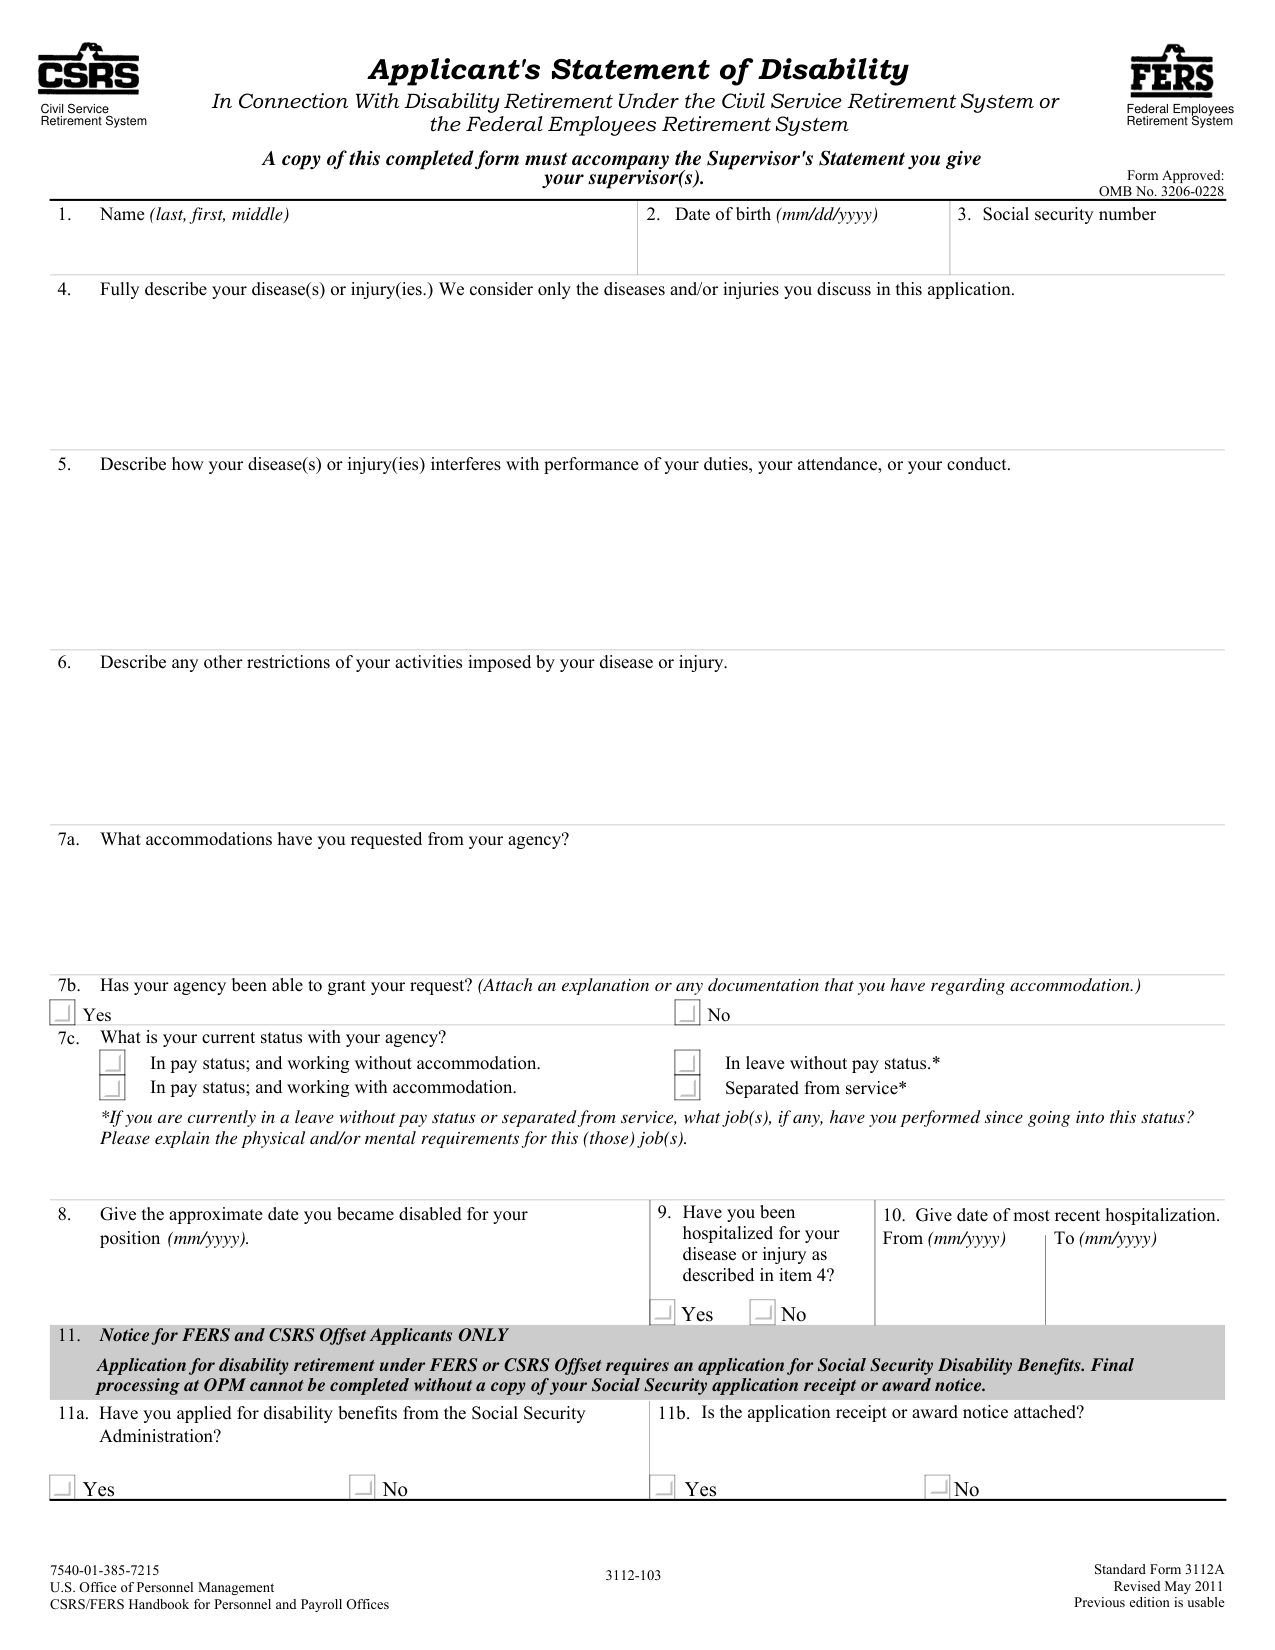 CSRS
Civil Service
Retirement System
Applicant's Statement of Disability
In Connection With Disability Retirement Under the Civil Service Retirement System or
the Federal Employees Retirement System
A copy of this completed form must accompany the Supervisor's Statement you give
your supervisor(s).
FERS
Federal Employees
Retirement System
Form Approved:
OMB No. 3206-0228
1. Name (last, first, middle)
2. Date of birth (mm/dd/yyyy)
3. Social security number
4. Fully describe your disease(s) or injury(ies.) We consider only the diseases and/or injuries you discuss in this application.
5. Describe how your disease(s) or injury(ies) interferes with performance of your duties, your attendance, or your conduct.
6. Describe any other restrictions of your activities imposed by your disease or injury.
7a. What accommodations have you requested from your agency?
7b. Has your agency been able to grant your request? (Attach an explanation or any documentation that you have regarding accommodation.)
Yes No
7c. What is your current status with your agency?
In pay status; and working without accommodation. In leave without pay status.*
In pay status; and working with accommodation. Separated from service*
*If you are currently in a leave without pay status or separated from service, what job(s), if any, have you performed since going into this status?
Please explain the physical and/or mental requirements for this (those) job(s).
8. Give the approximate date you became disabled for your
position (mm/yyyy).
9. Have you been
hospitalized for your
disease or injury as
described in item 4?
Yes No
10. Give date of most recent hospitalization.
From (mm/yyyy) To (mm/yyyy)
11. Notice for FERS and CSRS Offset Applicants ONLY
Application for disability retirement under FERS or CSRS Offset requires an application for Social Security Disability Benefits. Final
processing at OPM cannot be completed without a copy of your Social Security application receipt or award notice.
11a. Have you applied for disability benefits from the Social Security
Administration?
Yes No
11b. Is the application receipt or award notice attached?
Yes No
7540-01-385-7215
U.S. Office of Personnel Management
CSRS/FERS Handbook for Personnel and Payroll Offices
3112-103
Standard Form 3112A
Revised May 2011
Previous edition is usable